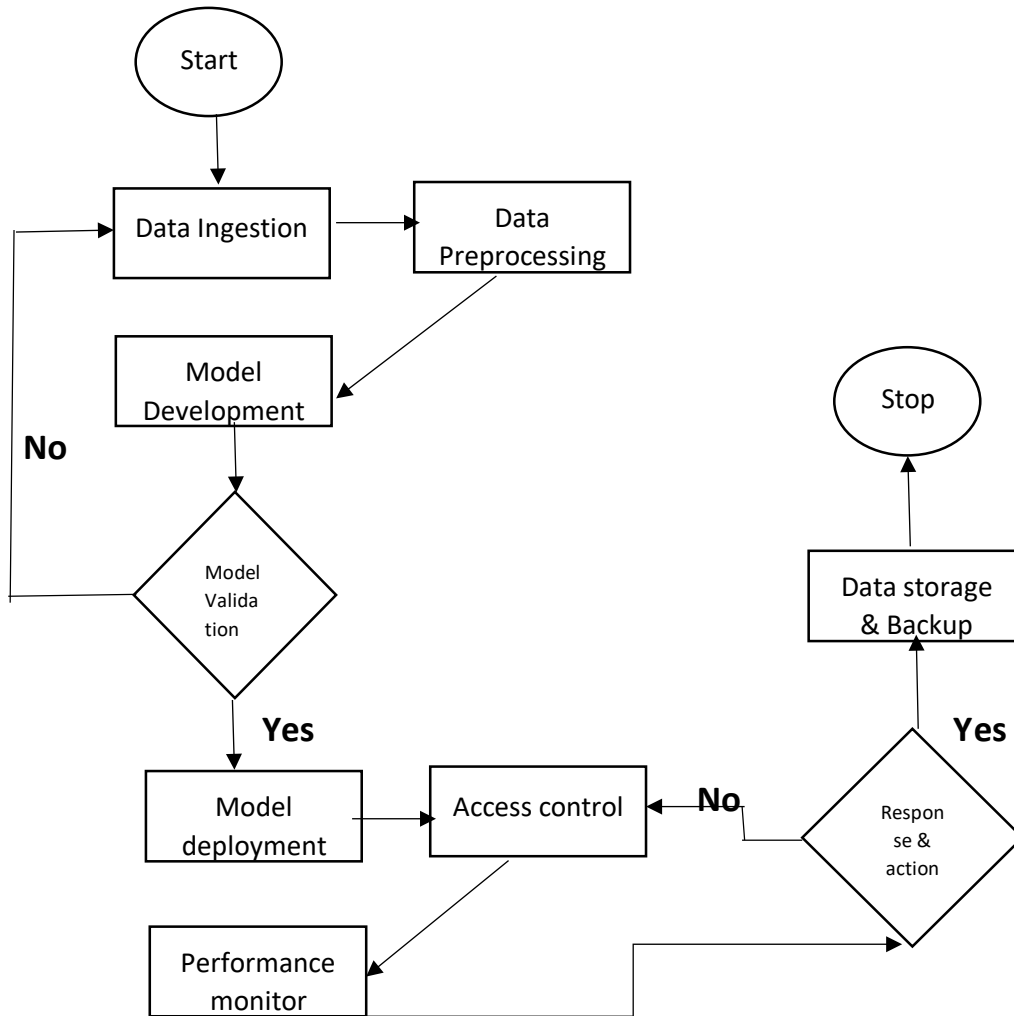 Start
Data Ingestion
Data
Preprocessing
Model
Development
No
Model
Valida
tion
Yes
Model
deployment
Access control
Performance
monitor
No
Respon
se &
action
Yes
Data storage
& Backup
Stop